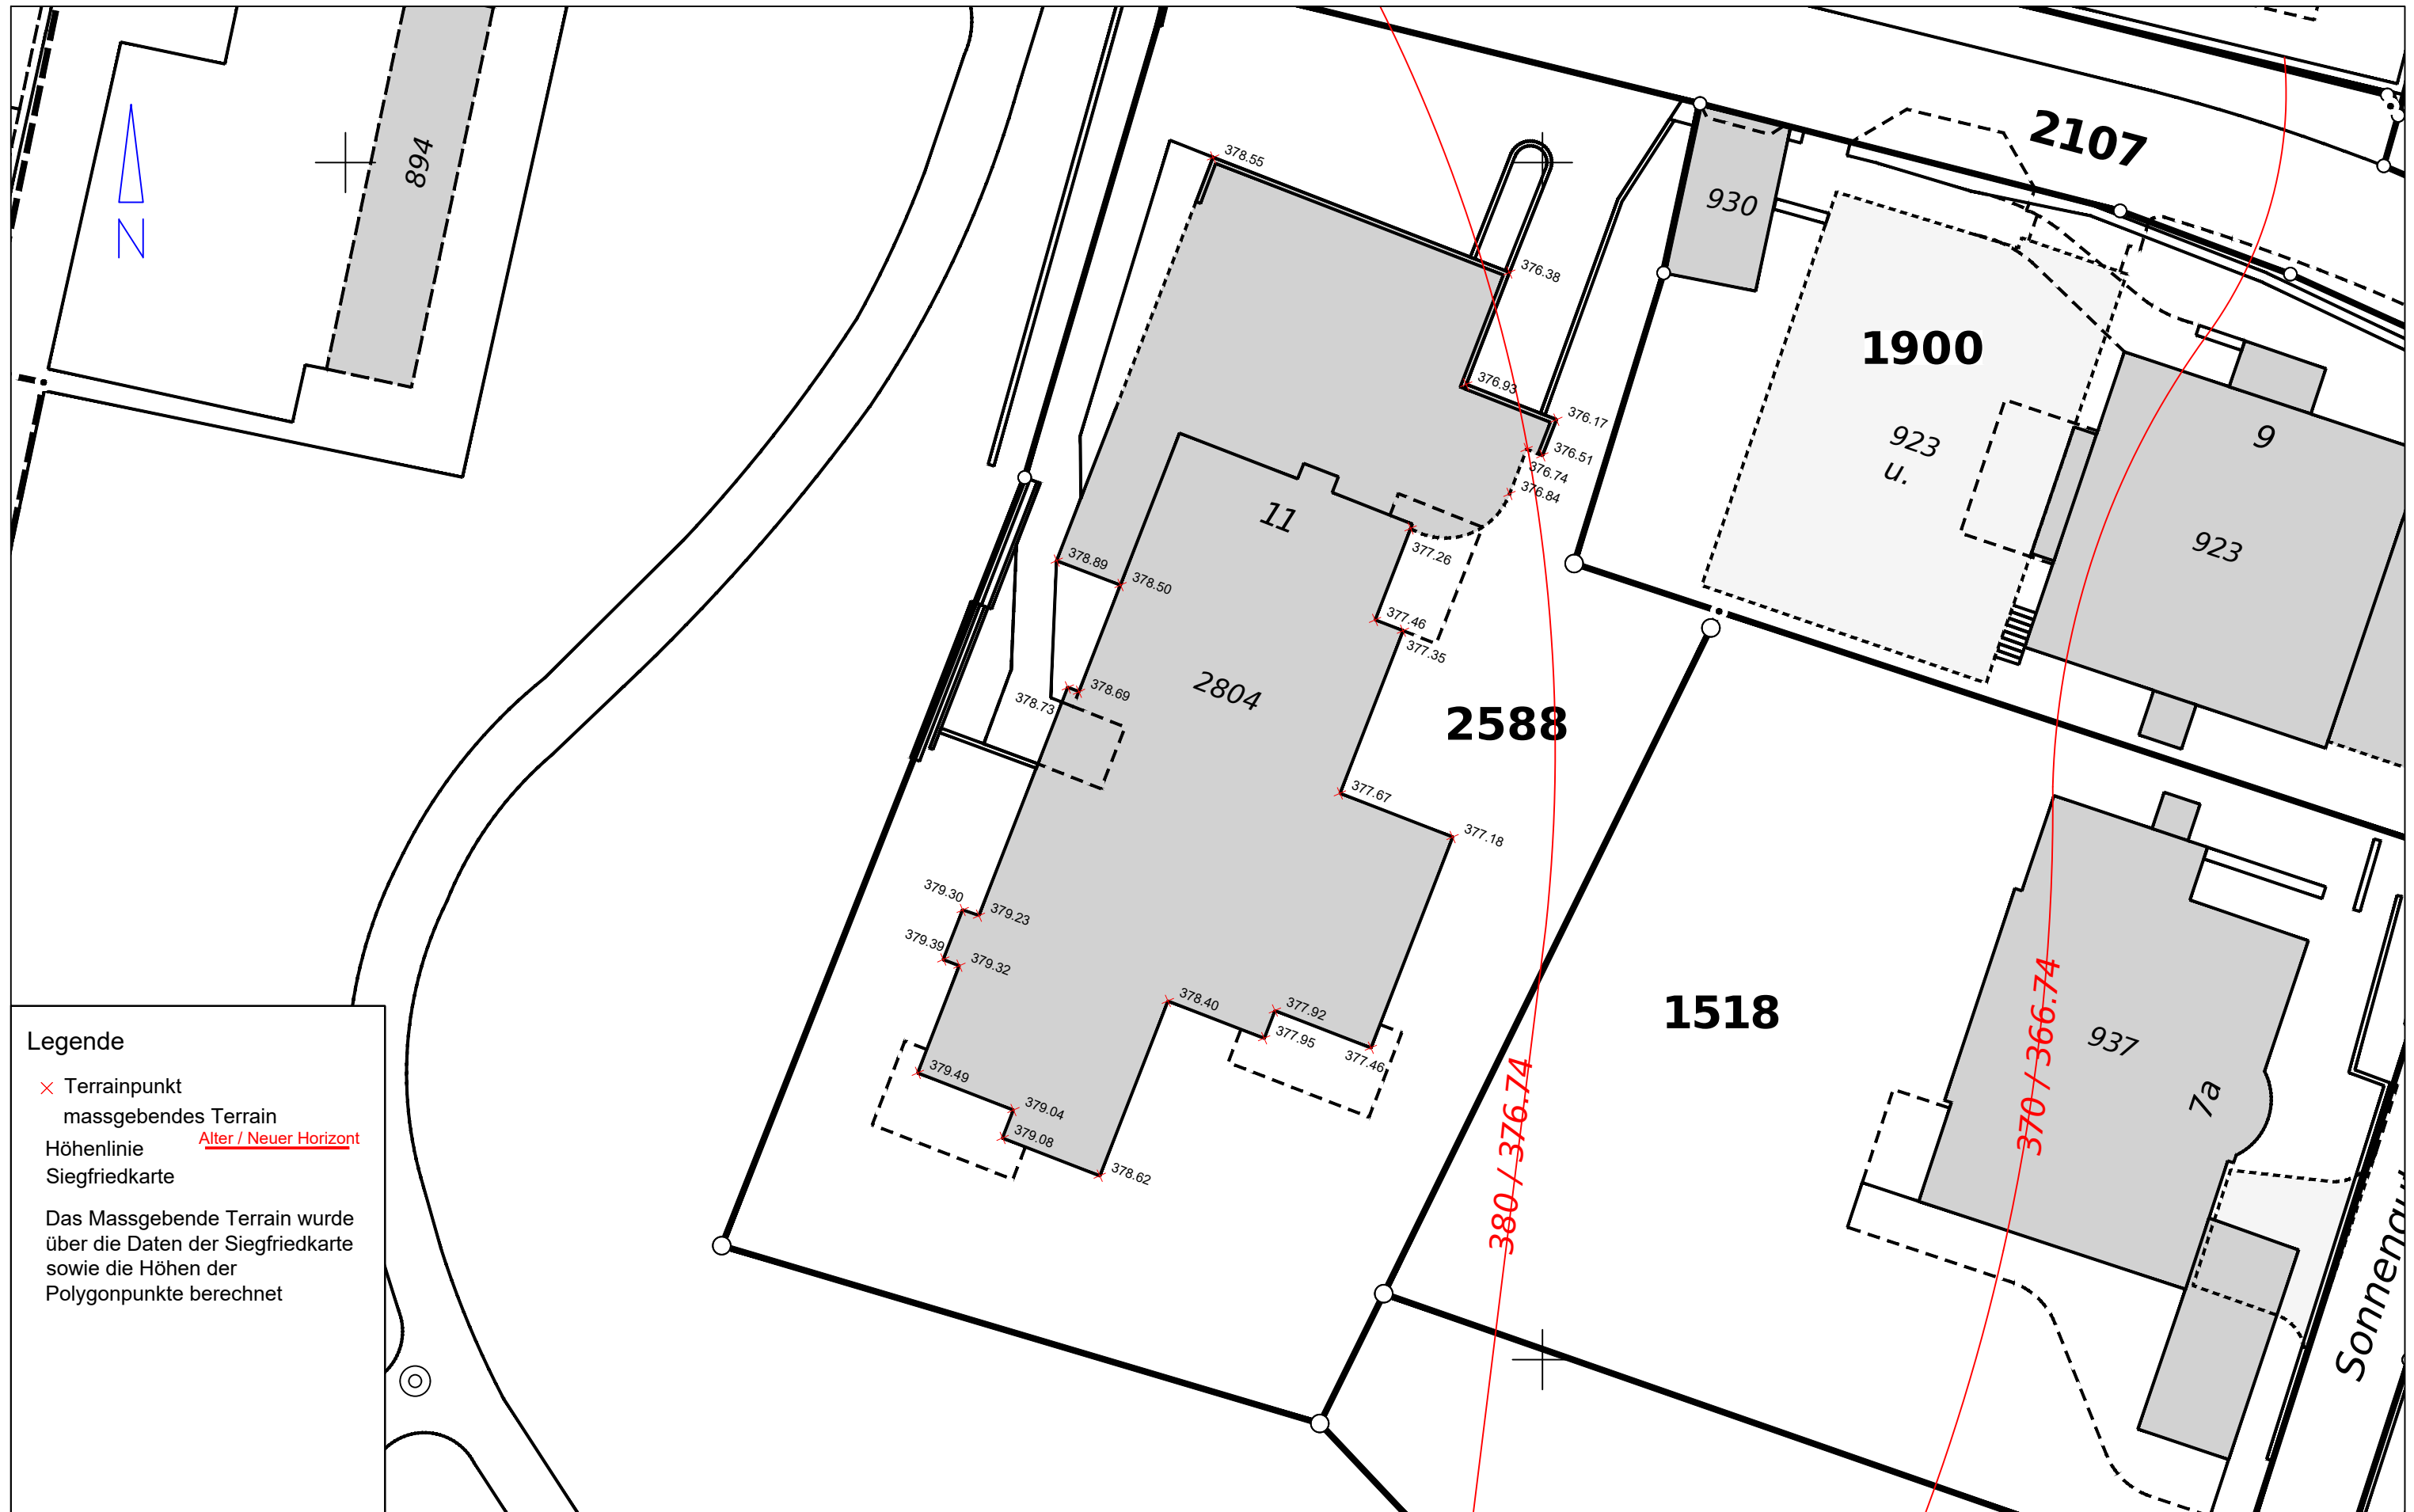 894
N
2107
930
1900
923
u.
9
923
378.55
376.38
376.93
376.17
376.51
376.74
376.84
11
377.26
378.89
378.50
377.46
377.35
378.69
378.73
2804
2588
377.67
377.18
379.30
379.23
379.39
379.32
378.40
377.92
377.95
377.46
379.49
379.04
379.08
378.62
1518
380 / 376.74
370 / 366.74
937
7a
Legende
Terrainpunkt
massgebendes Terrain
Alter / Neuer Horizont
Höhenlinie
Siegfriedkarte
Das Massgebende Terrain wurde
über die Daten der Siegfriedkarte
sowie die Höhen der
Polygonpunkte berechnet